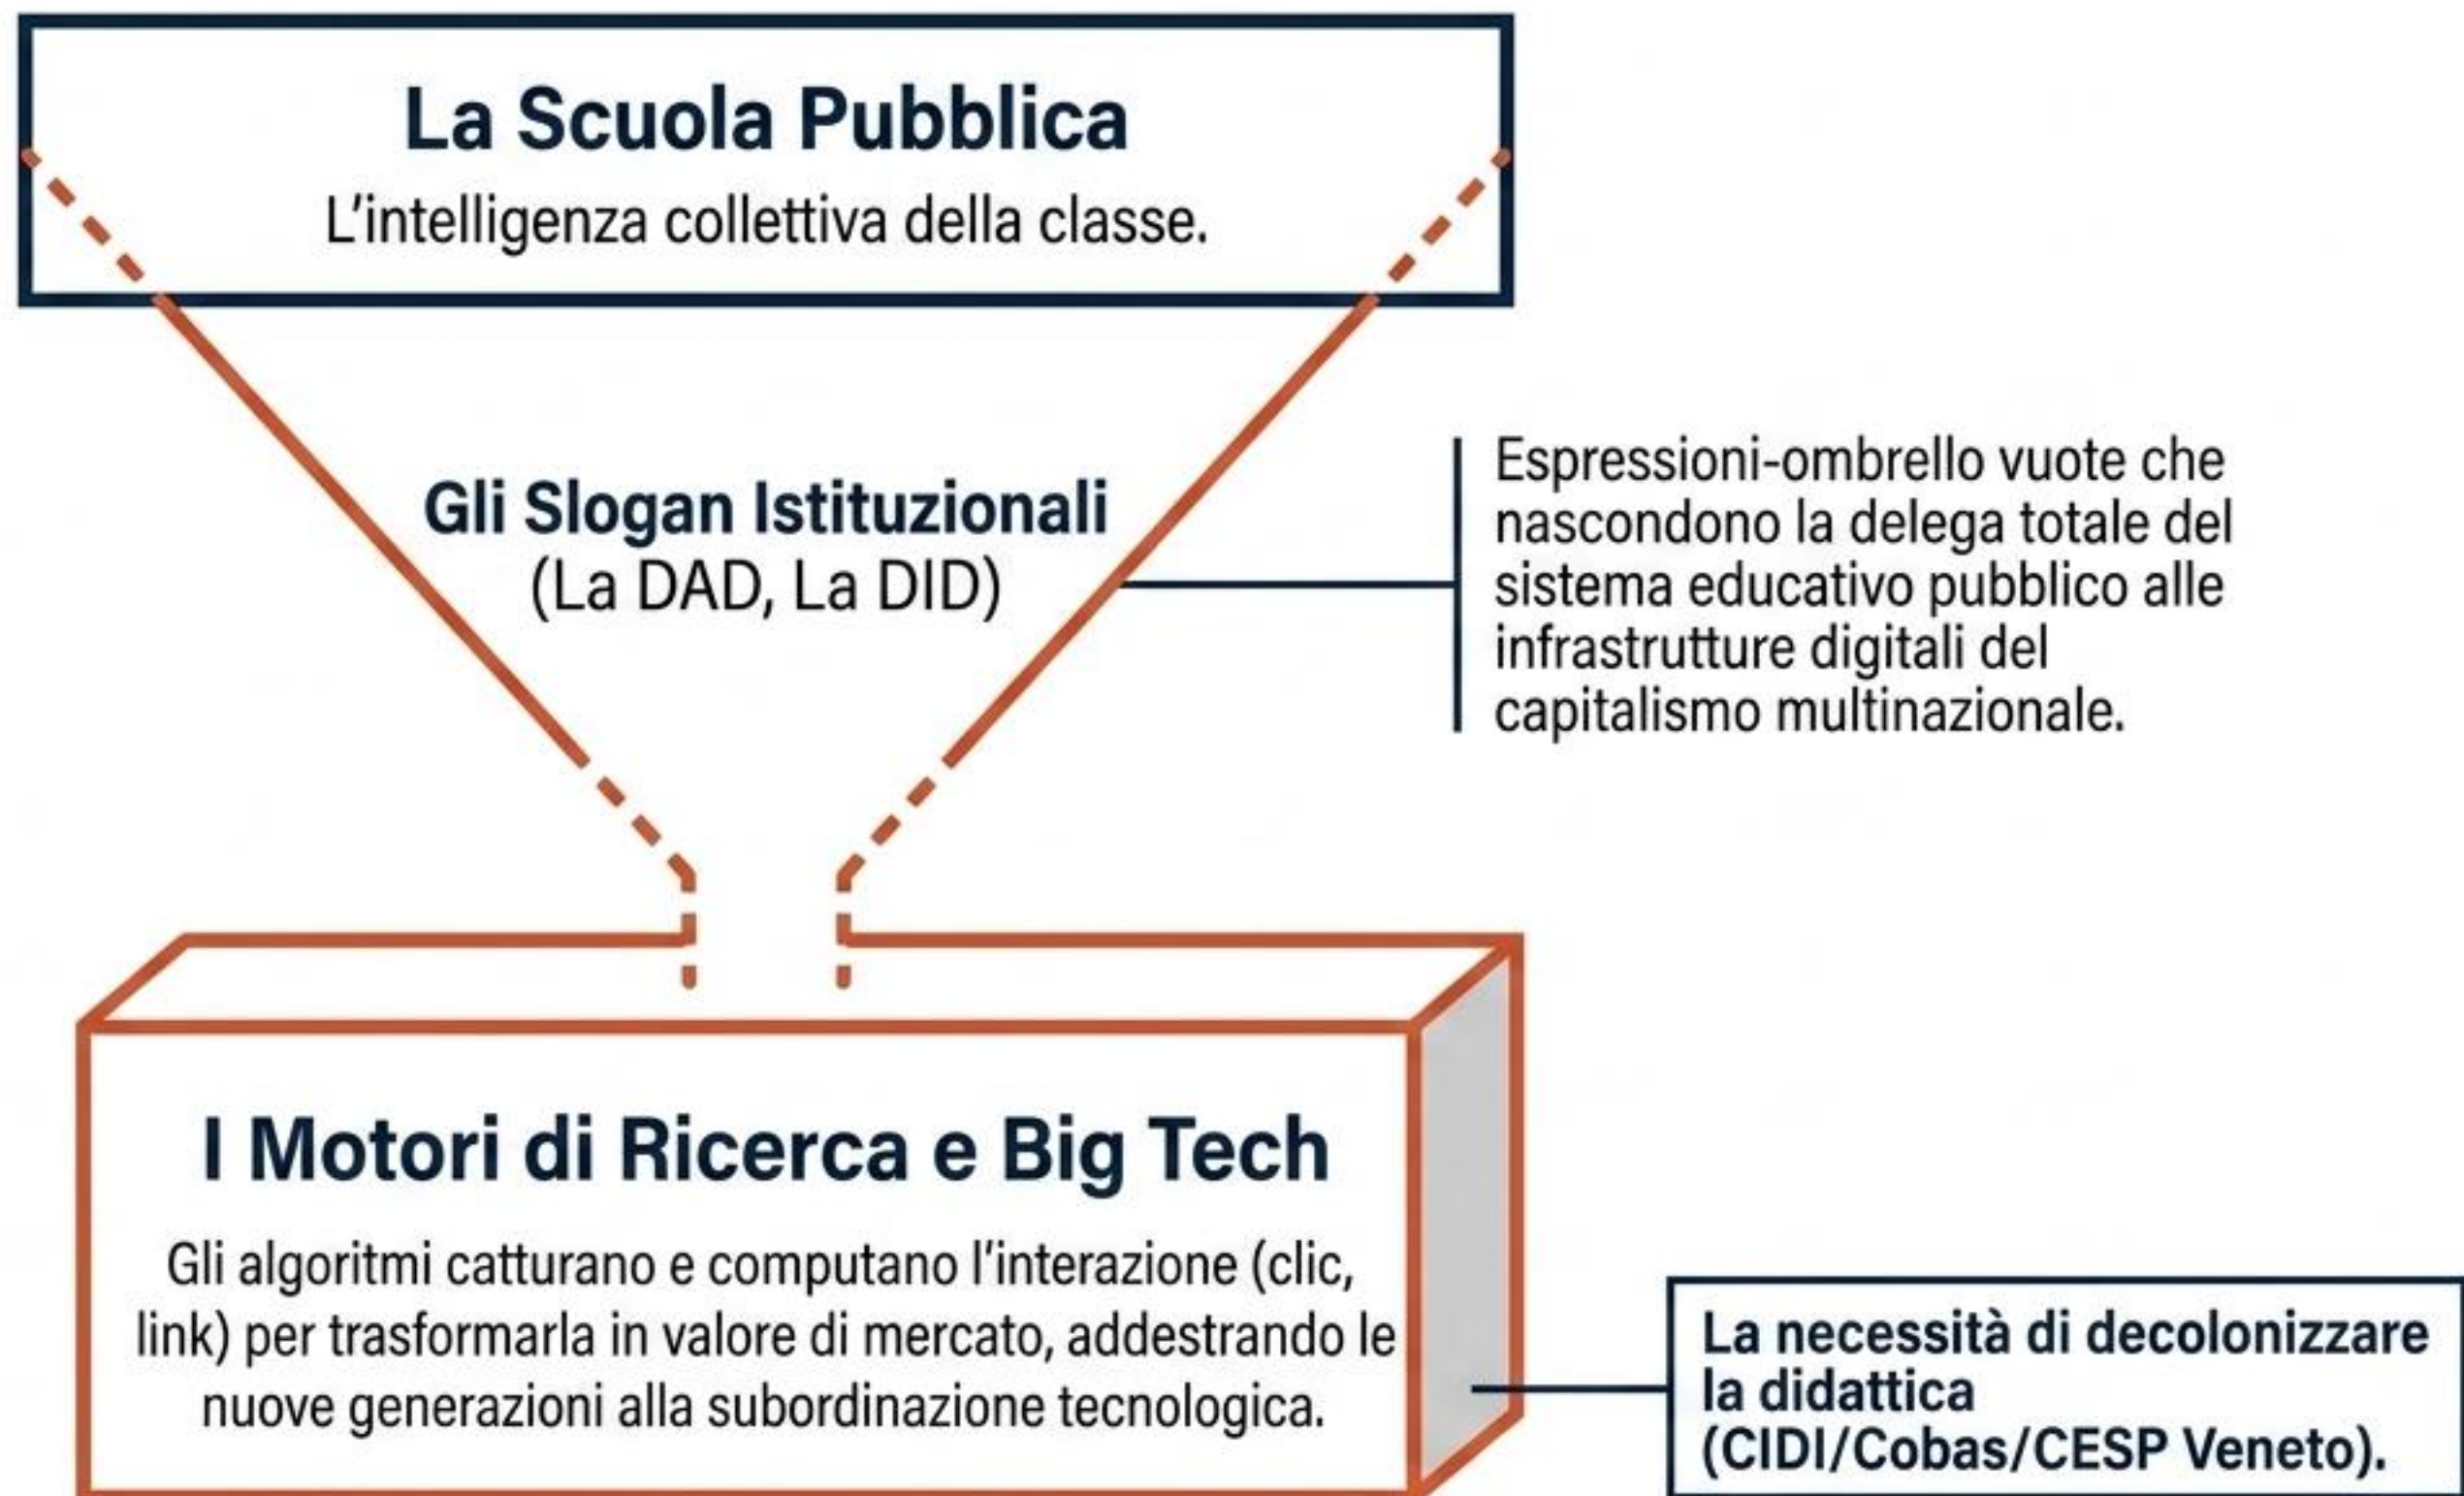 La Scuola Pubblica
L'intelligenza collettiva della classe.
Gli Slogan Istituzionali
(La DAD, La DID)
Espressioni-ombrello vuote che
nascondono la delega totale del
sistema educativo pubblico alle
infrastrutture digitali del
capitalismo multinazionale.
I Motori di Ricerca e Big Tech
Gli algoritmi catturano e computano l'interazione (clic,
link) per trasformarla in valore di mercato, addestrando le
nuove generazioni alla subordinazione tecnologica.
La necessità di decolonizzare
la didattica
(CIDI/Cobas/CESP Veneto).